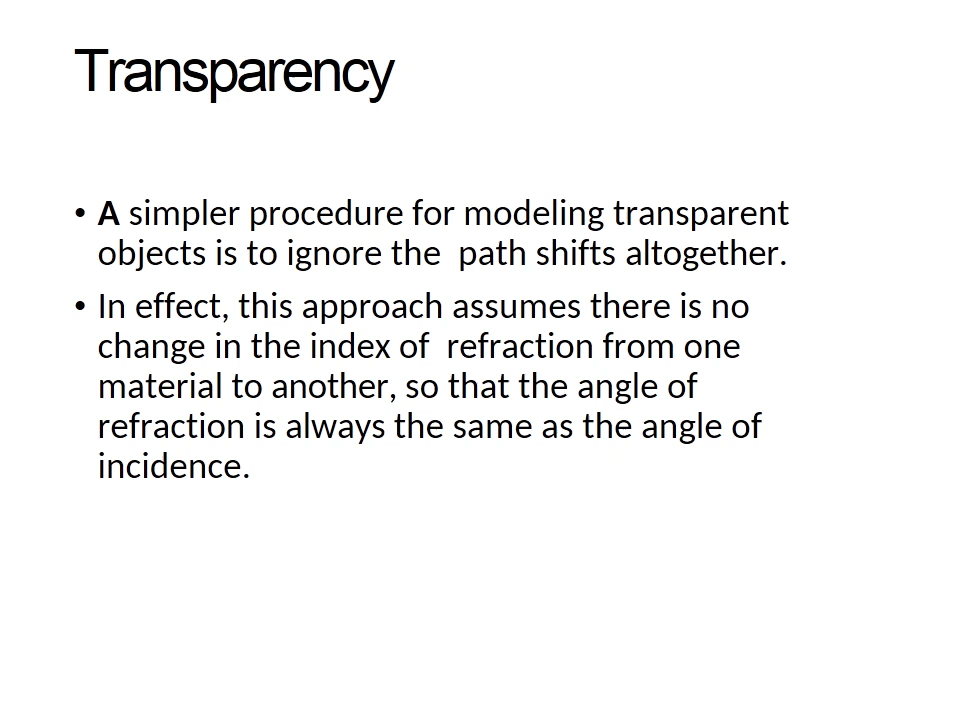 Transparency
• A simpler procedure for modeling transparent
objects is to ignore the  path shifts altogether.
• In effect, this approach assumes there is no
change in the index of  refraction from one
material to another, so that the angle of
refraction is always the same as the angle of
incidence.